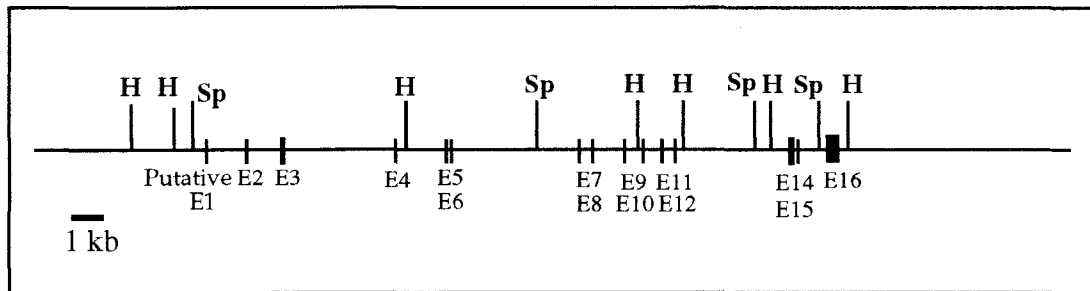 H H Sp H Sp H H Sp H Sp H
Putative E2 E3 E4 E5 E7 E9 E11 E14 E16
E1 E6 E8 E10 E12 E15
1 kb